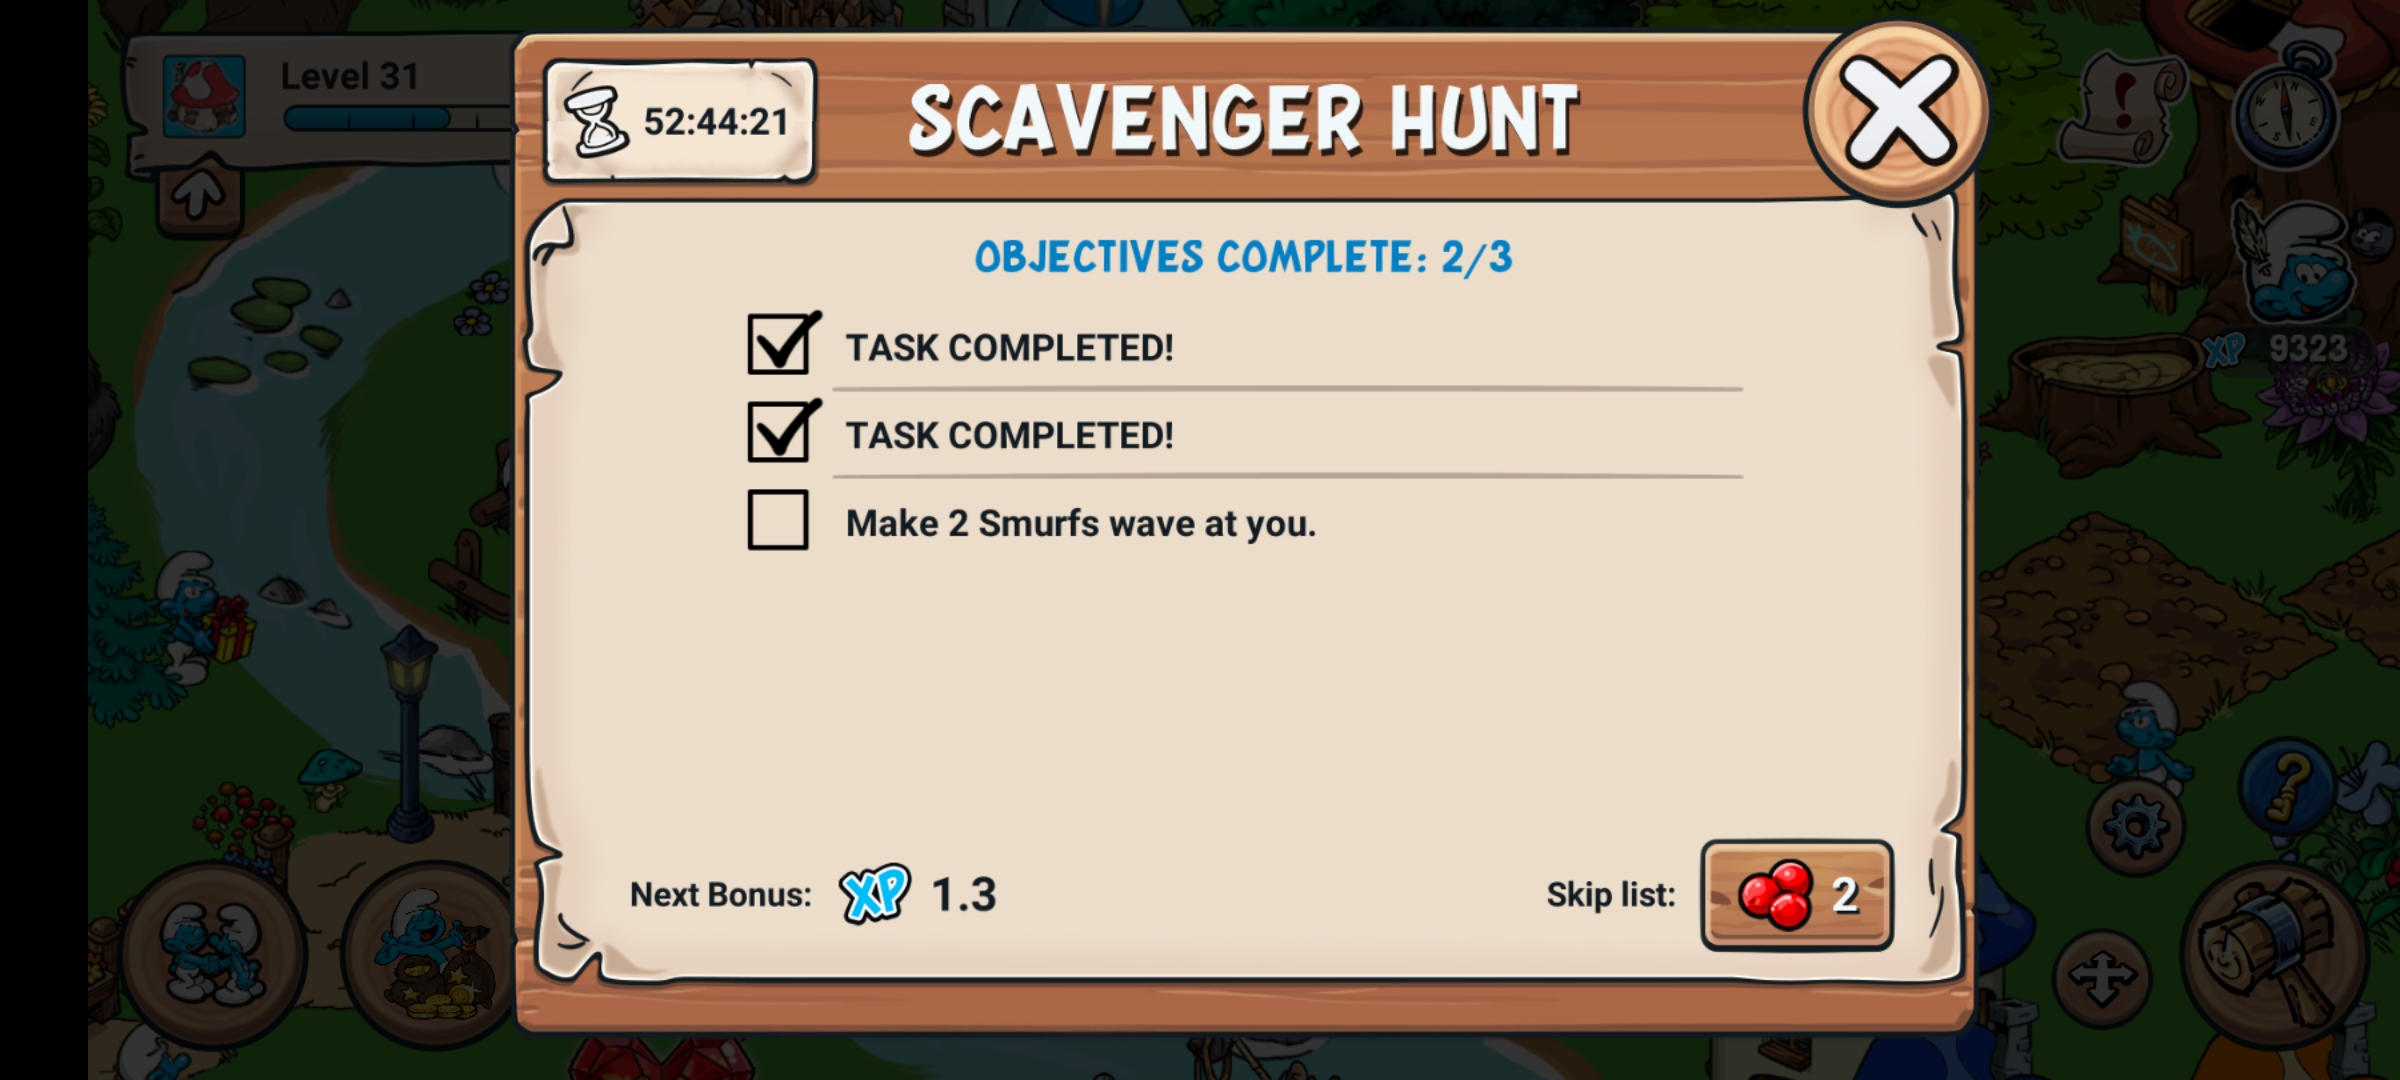 Level 31
52:44:21
SCAVENGER HUNT
OBJECTIVES COMPLETE: 2/3
TASK COMPLETED!
TASK COMPLETED!
Make 2 Smurfs wave at you.
XP 9323
Next Bonus: XP 1.3
Skip list: 2